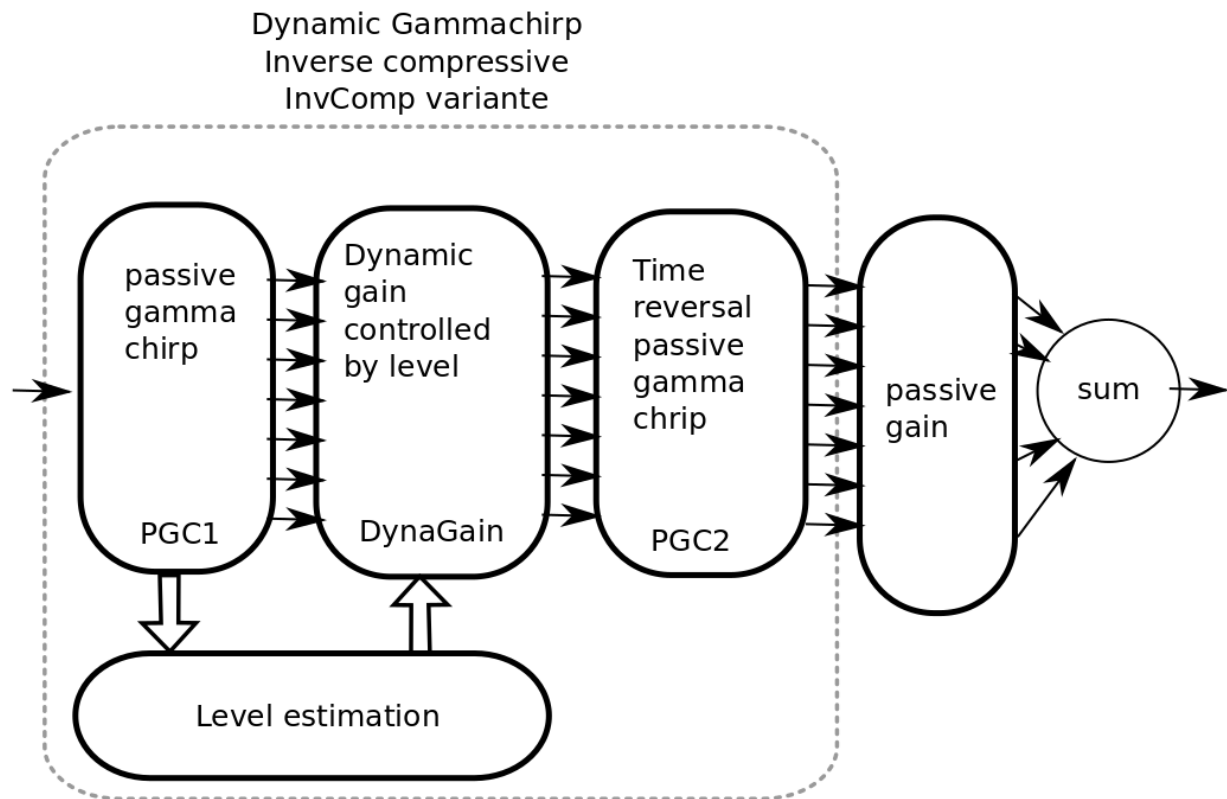 Dynamic Gammachirp
Inverse compressive
InvComp variante
passive
gamma
chirp
PGC1
Dynamic
gain
controlled
by level
DynaGain
Time
reversal
passive
gamma
chrip
PGC2
passive
gain
sum
Level estimation